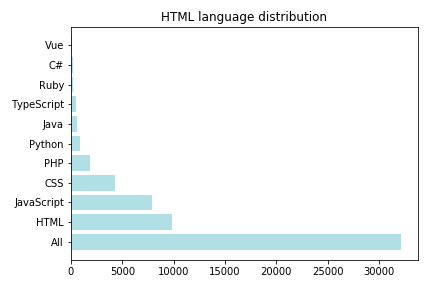 HTML language distribution
Vue
C#
Ruby
TypeScript
Java
Python
PHP
CSS
JavaScript
HTML
All
0 5000 10000 15000 20000 25000 30000